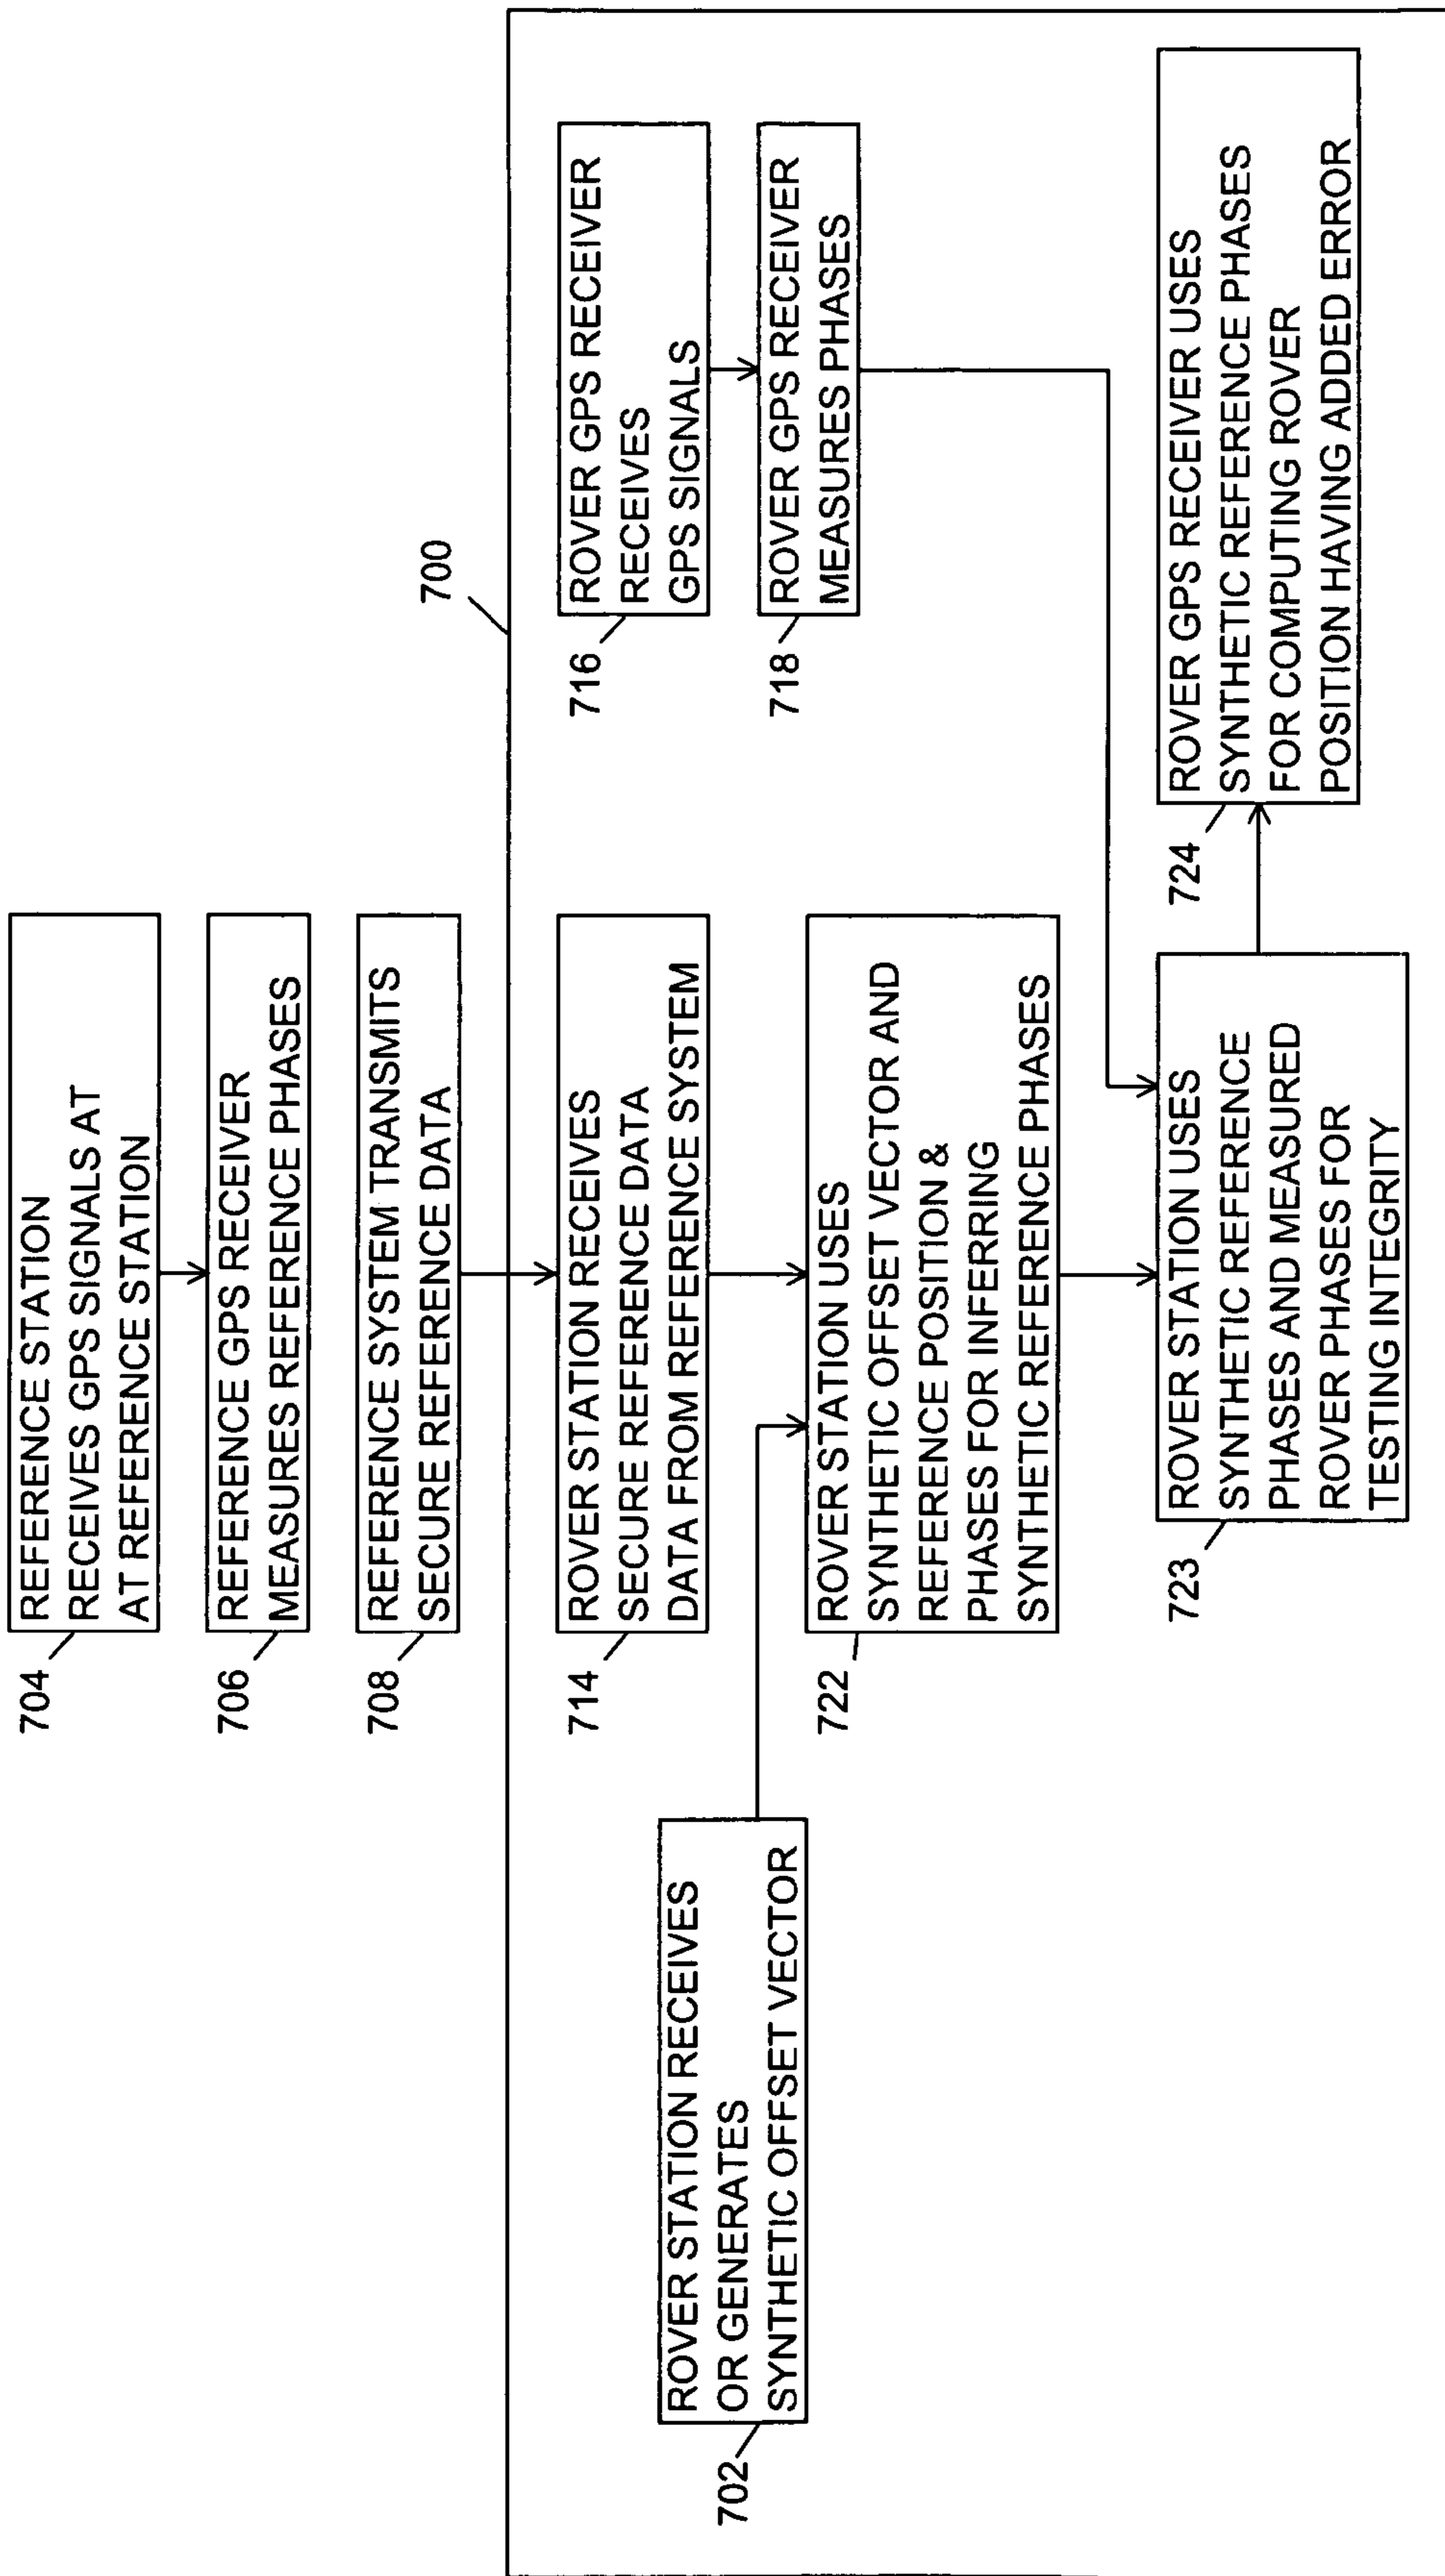 704
REFERENCE STATION
RECEIVES GPS SIGNALS AT
AT REFERENCE STATION
706
REFERENCE GPS RECEIVER
MEASURES REFERENCE PHASES
708
REFERENCE SYSTEM TRANSMITS
SECURE REFERENCE DATA
700
702
ROVER STATION RECEIVES
OR GENERATES
SYNTHETIC OFFSET VECTOR
714
ROVER STATION RECEIVES
SECURE REFERENCE DATA
DATA FROM REFERENCE SYSTEM
716
ROVER GPS RECEIVER
RECEIVES
GPS SIGNALS
718
ROVER GPS RECEIVER
MEASURES PHASES
722
ROVER STATION USES
SYNTHETIC OFFSET VECTOR AND
REFERENCE POSITION &
PHASES FOR INFERRING
SYNTHETIC REFERENCE PHASES
723
ROVER STATION USES
SYNTHETIC REFERENCE
PHASES AND MEASURED
ROVER PHASES FOR
TESTING INTEGRITY
724
ROVER GPS RECEIVER USES
SYNTHETIC REFERENCE PHASES
FOR COMPUTING ROVER
POSITION HAVING ADDED ERROR